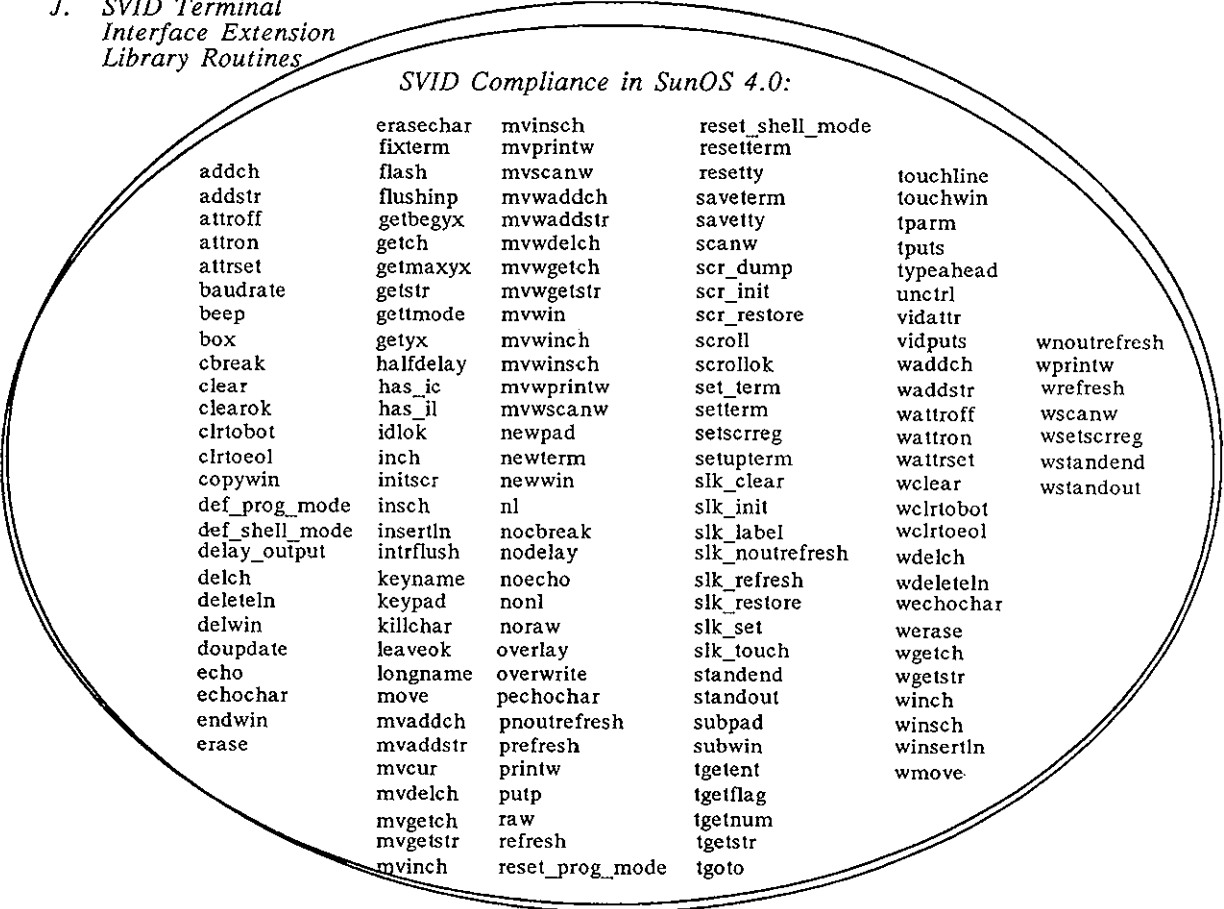 J. SVID Terminal
Interface Extension
Library Routines
SVID Compliance in SunOS 4.0:
addch
addstr
attroff
attron
attrset
baudrate
beep
box
cbreak
clear
clearok
clrtobot
clrtoeol
copywin
def_prog_mode
def_shell_mode
delay_output
delch
deleteln
delwin
doupdate
echo
echochar
endwin
erase
erasechar
fixterm
flash
flushinp
getbegyx
getch
getmaxyx
getstr
gettmode
getyx
halfdelay
has_ic
has_il
idlok
inch
initscr
insch
insertln
intrflush
keyname
keypad
killchar
leaveok
longname
move
mvaddch
mvaddstr
mvcur
mvdelch
mvgetch
mvgetstr
mvinch
mvinsch
mvprintw
mvscanw
mvwaddch
mvwaddstr
mvwdelch
mvwgetch
mvwgetstr
mvwin
mvwinch
mvwinsch
mvwprintw
mvwscanw
newpad
newterm
newwin
nl
nocbreak
nodelay
noecho
nonl
noraw
overlay
overwrite
pechochar
pnoutrefresh
prefresh
printw
putp
raw
refresh
reset_prog_mode
reset_shell_mode
resetterm
resetty
saveterm
savetty
scanw
scr_dump
scr_init
scr_restore
scroll
scrollok
set_term
setterm
setscrreg
setupterm
slk_clear
slk_init
slk_label
slk_noutrefresh
slk_refresh
slk_restore
slk_set
slk_touch
standend
standout
subpad
subwin
tgetent
tgetflag
tgetnum
tgetstr
tgoto
touchline
touchwin
tparm
tputs
typeahead
unctrl
vidattr
vidputs
waddch
waddstr
wattroff
wattron
wattrset
wclear
wclrtobot
wclrtoeol
wdelch
wdeleteln
wechochar
werase
wgetch
wgetstr
winch
winsch
winsertln
wmove
wnoutrefresh
wprintw
wrefresh
wscanw
wsetscrreg
wstandend
wstandout